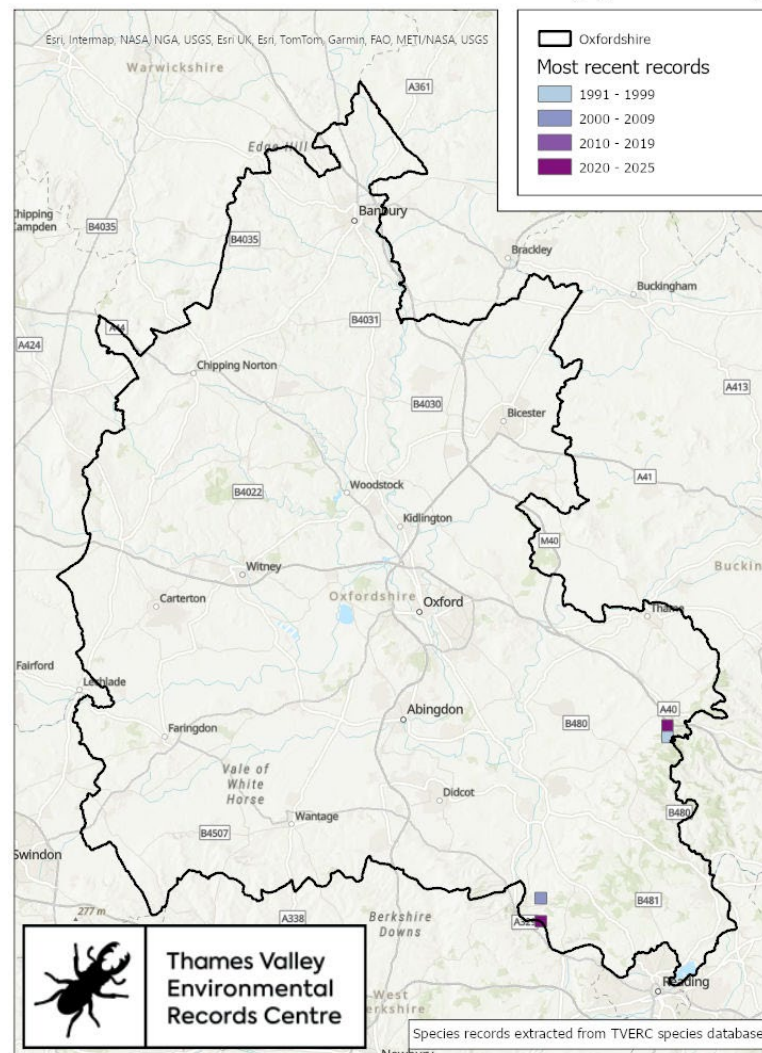 Esri, Intermap, NASA, NGA, USGS, Esri UK, Esri, TomTom, Garmin, FAO, METI/NASA, USGS
Oxfordshire
Most recent records
1991 - 1999
2000 - 2009
2010 - 2019
2020 - 2025
Warwickshire
A361
Edge Hill
Chipping
Campden
B4035
B4035
Banbury
Brackley
Buckingham
A44
B4031
A424
Chipping Norton
A413
B4030
Bicester
A41
B4022
Woodstock
Kidlington
M40
Witney
Bucking
Carterton
Oxfordshire
Oxford
Thame
Fairford
Lechlade
A40
Abingdon
B480
Faringdon
Vale of
White
Horse
Didcot
B480
Wantage
B4507
Swindon
277 m
A338
Berkshire
Downs
B481
Reading
West
Berkshire
Thames Valley
Environmental
Records Centre
Species records extracted from TVERC species database